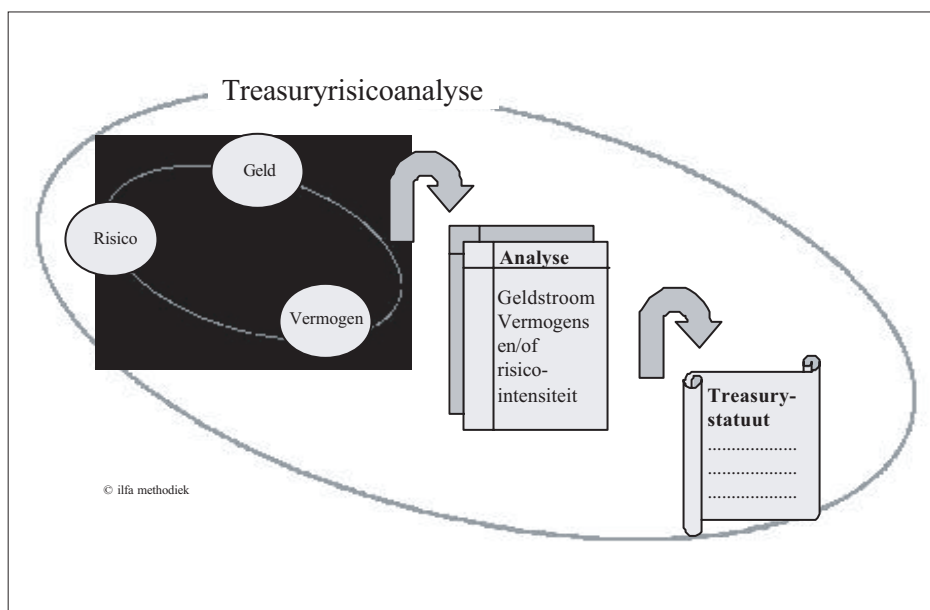 Treasuryrisicoanalyse
Geld
Risico
Vermogen
Analyse
Geldstroom
Vermogens
en/of
risico-
intensiteit
Treasury-
statuut
...................
...................
...................
© ilfa methodiek